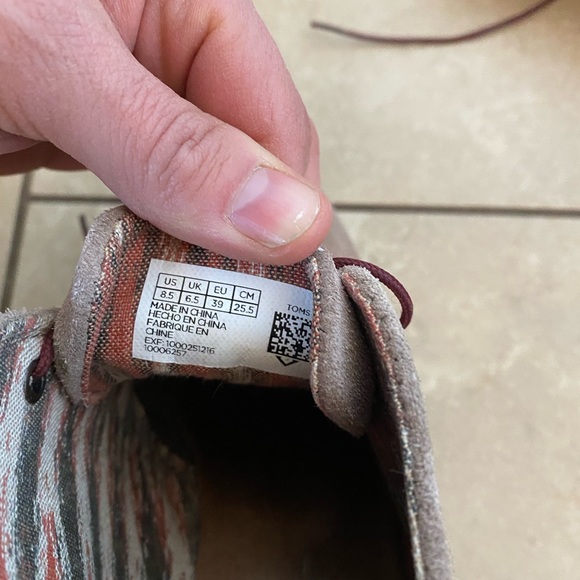 US UK EU CM
8.5 6.5 39 25.5
TOMS
MADE IN CHINA
HECHO EN CHINA
FABRIQUE EN
CHINE
EXF: 1000251216
10006257